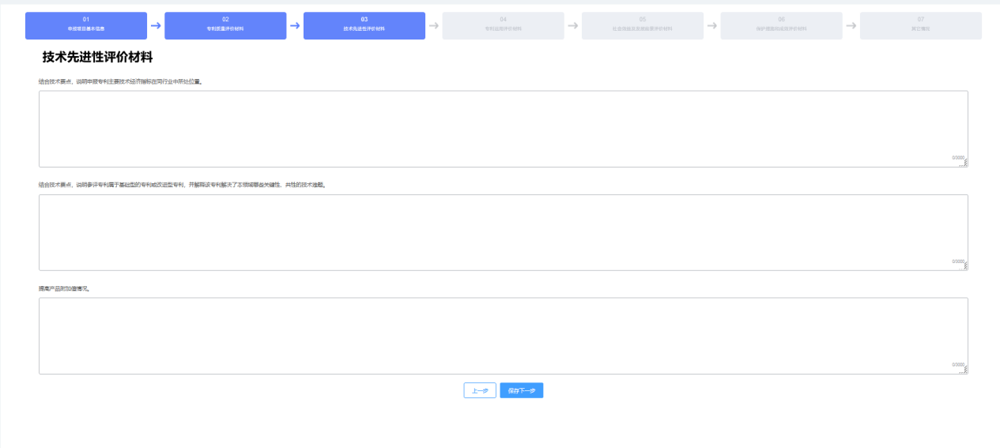 01
申报项目基本信息
02
专利质量评价材料
03
技术先进性评价材料
04
专利运用评价材料
05
社会效益及发展前景评价材料
06
保护措施和成效评价材料
07
其它情况
技术先进性评价材料
结合技术要点，说明申报专利主要技术经济指标在同行业中所处位置。
结合技术要点，说明参评专利属于基础型的专利或改进型专利，并解释该专利解决了本领域哪些关键性、共性的技术难题。
提高产品附加值情况。
上一步
保存下一步